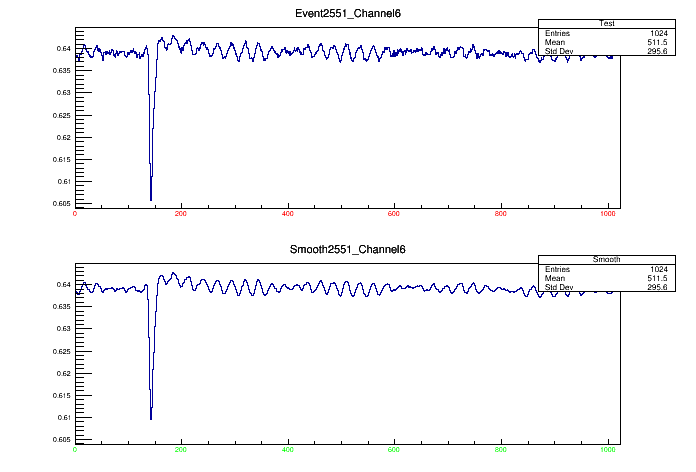 Event2551_Channel6
Test
Entries 1024
Mean 511.5
Std Dev 295.6
0.64
0.635
0.63
0.625
0.62
0.615
0.61
0.605
0 200 400 600 800 1000
Smooth2551_Channel6
Smooth
Entries 1024
Mean 511.5
Std Dev 295.6
0.64
0.635
0.63
0.625
0.62
0.615
0.61
0.605
0 200 400 600 800 1000